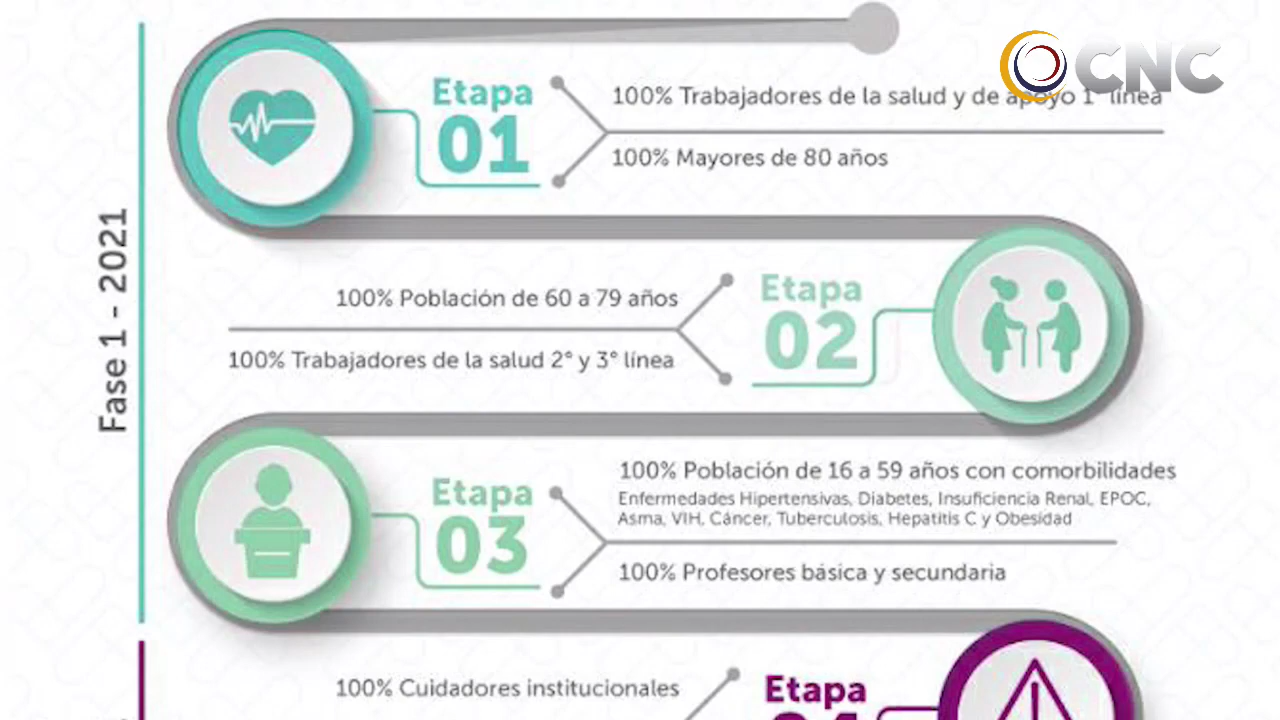 CNC
Etapa
01
100% Trabajadores de la salud y de apoyo 1° línea
100% Mayores de 80 años
Fase 1 - 2021
100% Población de 60 a 79 años
Etapa
02
100% Trabajadores de la salud 2° y 3° línea
Etapa
03
100% Población de 16 a 59 años con comorbilidades
Enfermedades Hipertensivas, Diabetes, Insuficiencia Renal, EPOC,
Asma, VIH, Cáncer, Tuberculosis, Hepatitis C y Obesidad
100% Profesores básica y secundaria
100% Cuidadores institucionales
Etapa